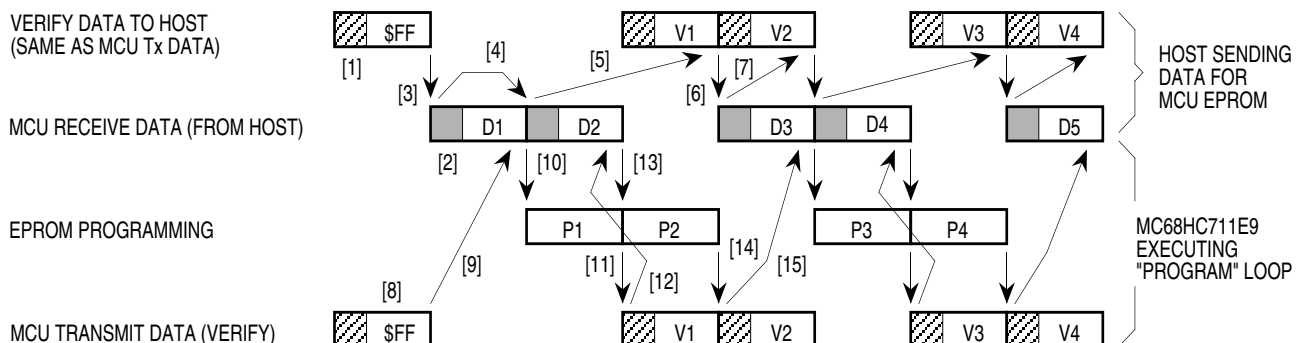 VERIFY DATA TO HOST
(SAME AS MCU Tx DATA)
$FF
V1
V2
V3
V4
[1]
[3]
[4]
[5]
[6]
[7]
HOST SENDING
DATA FOR
MCU EPROM
MCU RECEIVE DATA (FROM HOST)
D1
D2
D3
D4
D5
[2]
[10]
[13]
EPROM PROGRAMMING
P1
P2
P3
P4
MC68HC711E9
EXECUTING
"PROGRAM" LOOP
[8]
[9]
[11]
[12]
[14]
[15]
MCU TRANSMIT DATA (VERIFY)
$FF
V1
V2
V3
V4